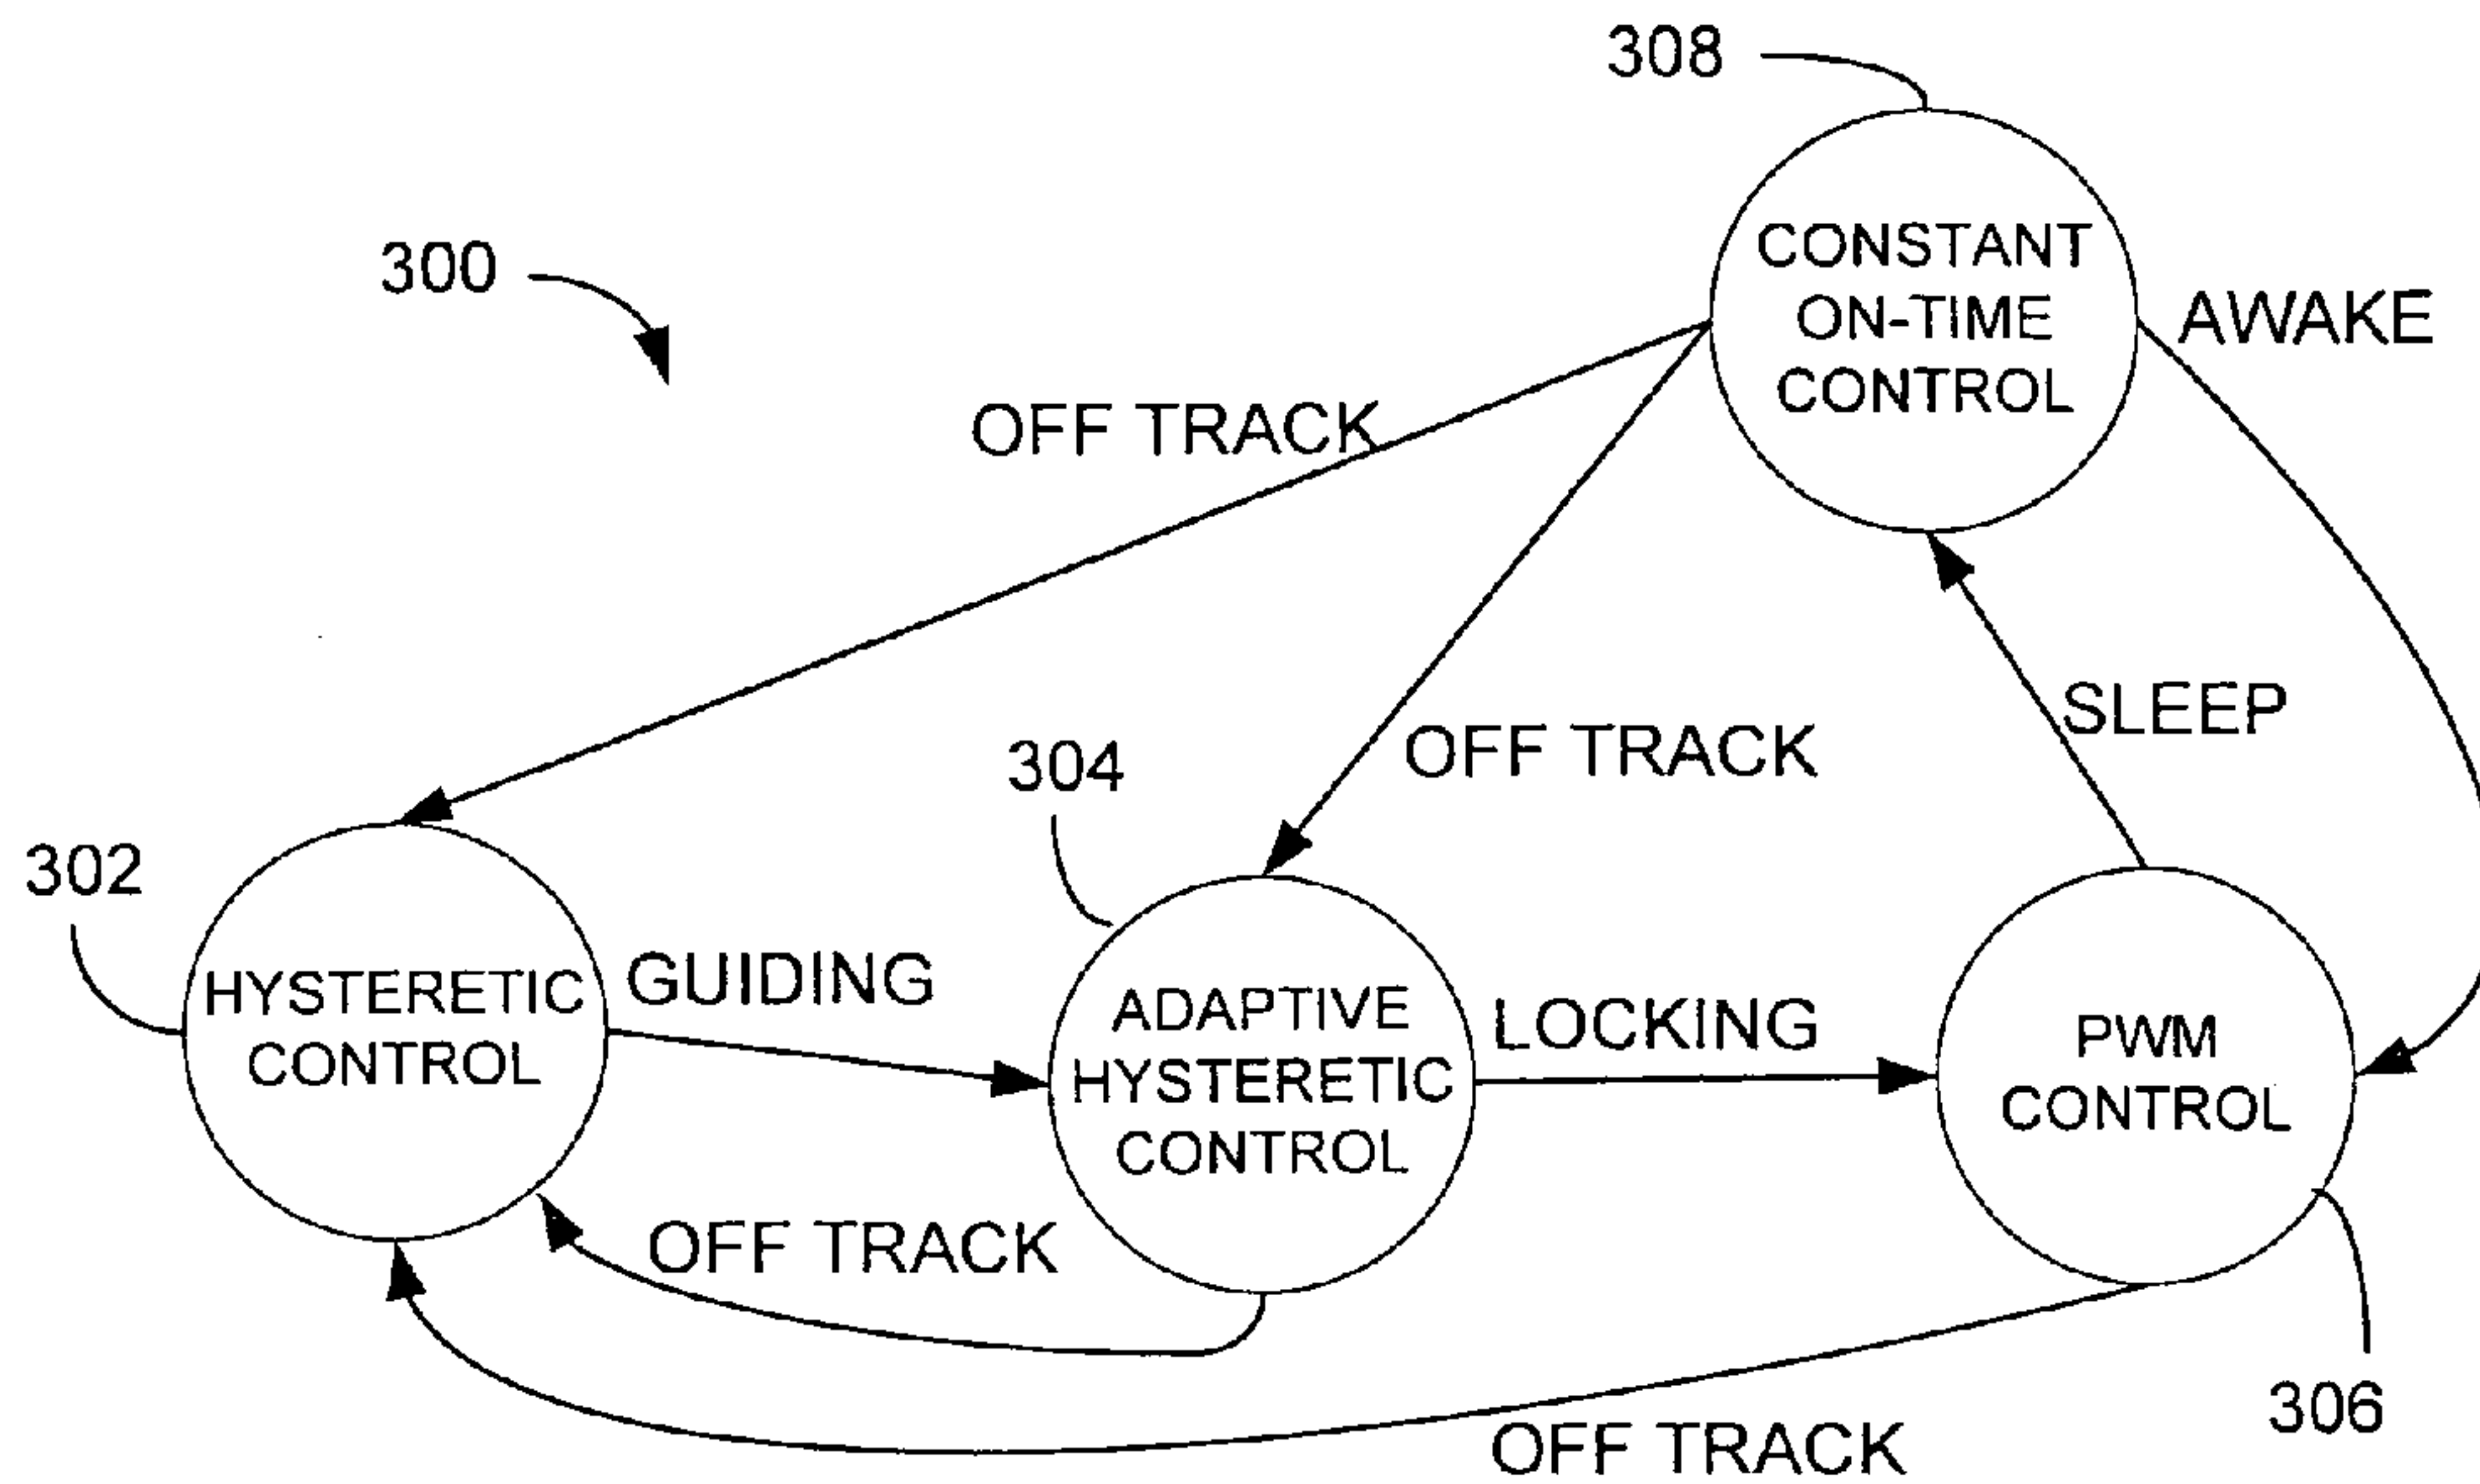 308
300
CONSTANT
ON-TIME
CONTROL
AWAKE
OFF TRACK
SLEEP
OFF TRACK
304
302
HYSTERETIC
CONTROL
GUIDING
ADAPTIVE
HYSTERETIC
CONTROL
LOCKING
PWM
CONTROL
OFF TRACK
306
OFF TRACK